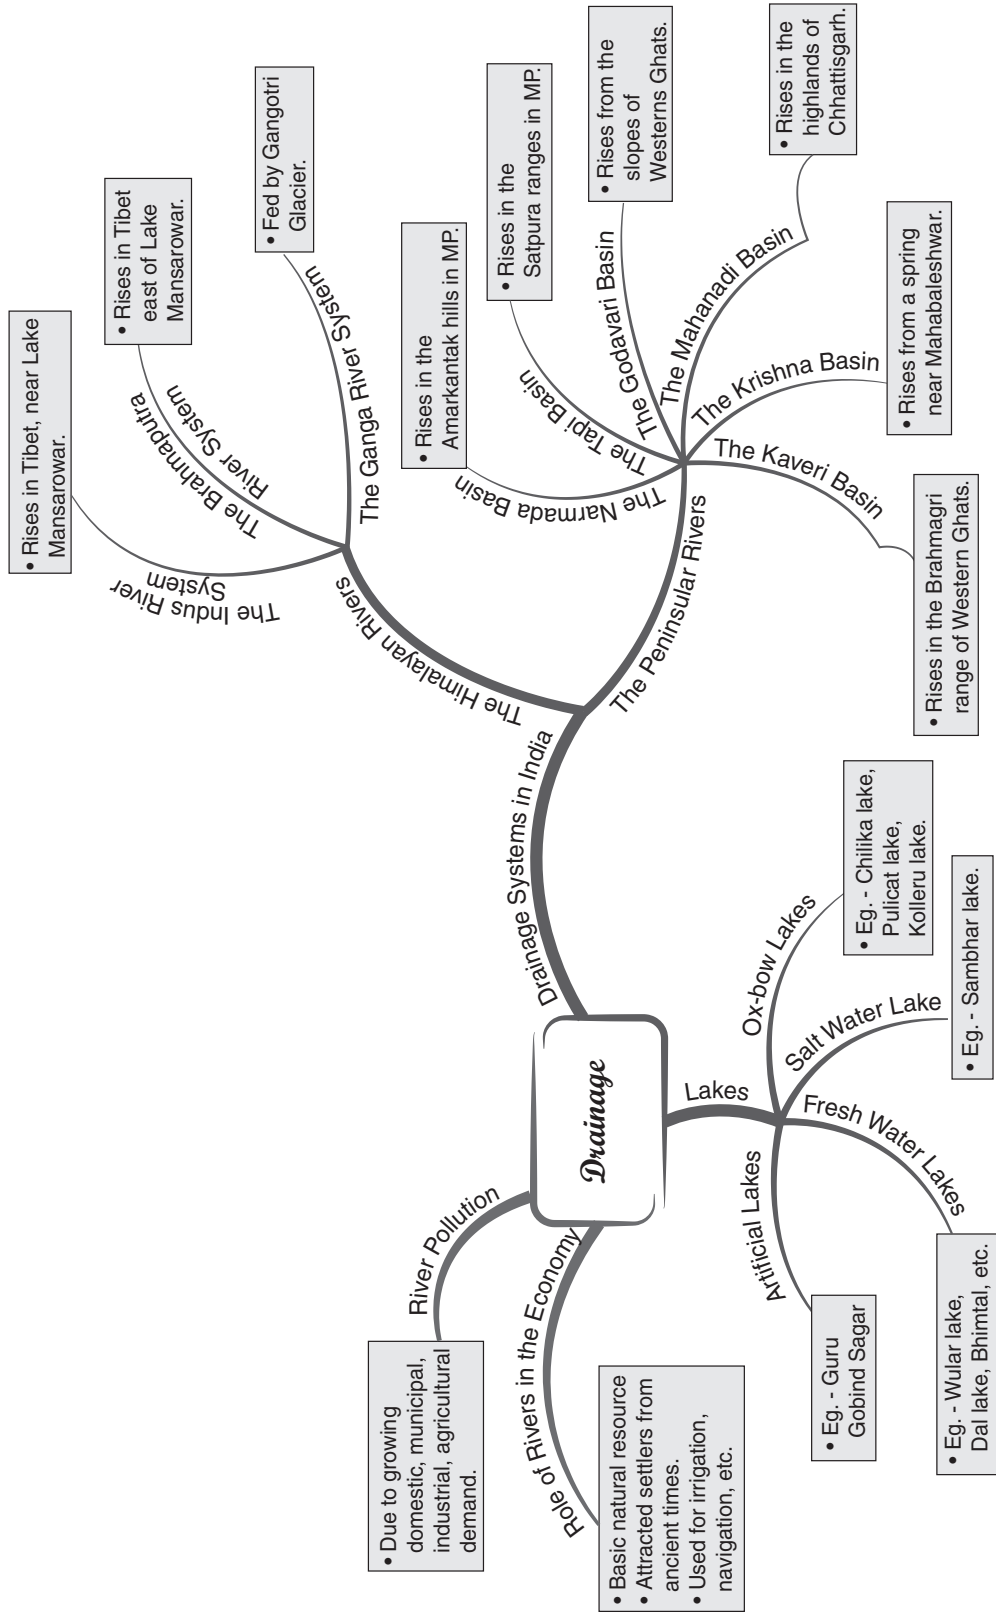 Drainage
Drainage Systems in India
The Himalayan Rivers
The Indus River
System
• Rises in Tibet, near Lake
Mansarowar.
The Brahmaputra
River System
• Rises in Tibet
east of Lake
Mansarowar.
The Ganga River System
• Fed by Gangotri
Glacier.
The Peninsular Rivers
The Narmada Basin
• Rises in the
Amarkantak hills in MP.
The Tapi Basin
• Rises in the
Satpura ranges in MP.
The Godavari Basin
• Rises from the
slopes of
Westerns Ghats.
The Mahanadi Basin
• Rises in the
highlands of
Chhattisgarh.
The Krishna Basin
• Rises from a spring
near Mahabaleshwar.
The Kaveri Basin
• Rises in the Brahmagri
range of Western Ghats.
Lakes
Ox-bow Lakes
• Eg. - Chilika lake,
Pulicat lake,
Kolleru lake.
Salt Water Lake
• Eg. - Sambhar lake.
Fresh Water Lakes
• Eg. - Wular lake,
Dal lake, Bhimtal, etc.
Artificial Lakes
• Eg. - Guru
Gobind Sagar
Role of Rivers in the Economy
• Basic natural resource
• Attracted settlers from
ancient times.
• Used for irrigation,
navigation, etc.
River Pollution
• Due to growing
domestic, municipal,
industrial, agricultural
demand.